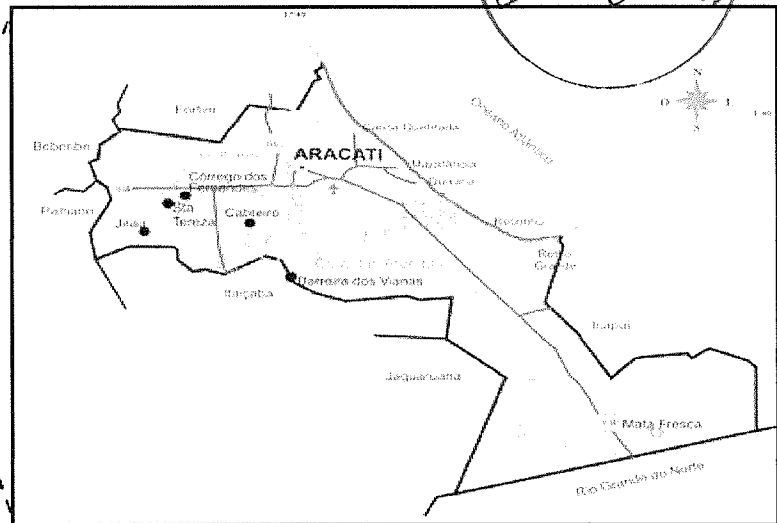 N
O
L
S
Fortim
Oceano Atlântico
Canoa Quebrada
Beberibe
ARACATI
Majorlândia
Córrego dos
Fernandes
Quixaba
Palhano
Sta
Tereza
Cabreiro
Jirau
Retirinho
Retiro
Grande
Barreira dos Vianas
Itaiçaba
Icapuí
Jaguaruana
Mata Fresca
Rio Grande do Norte